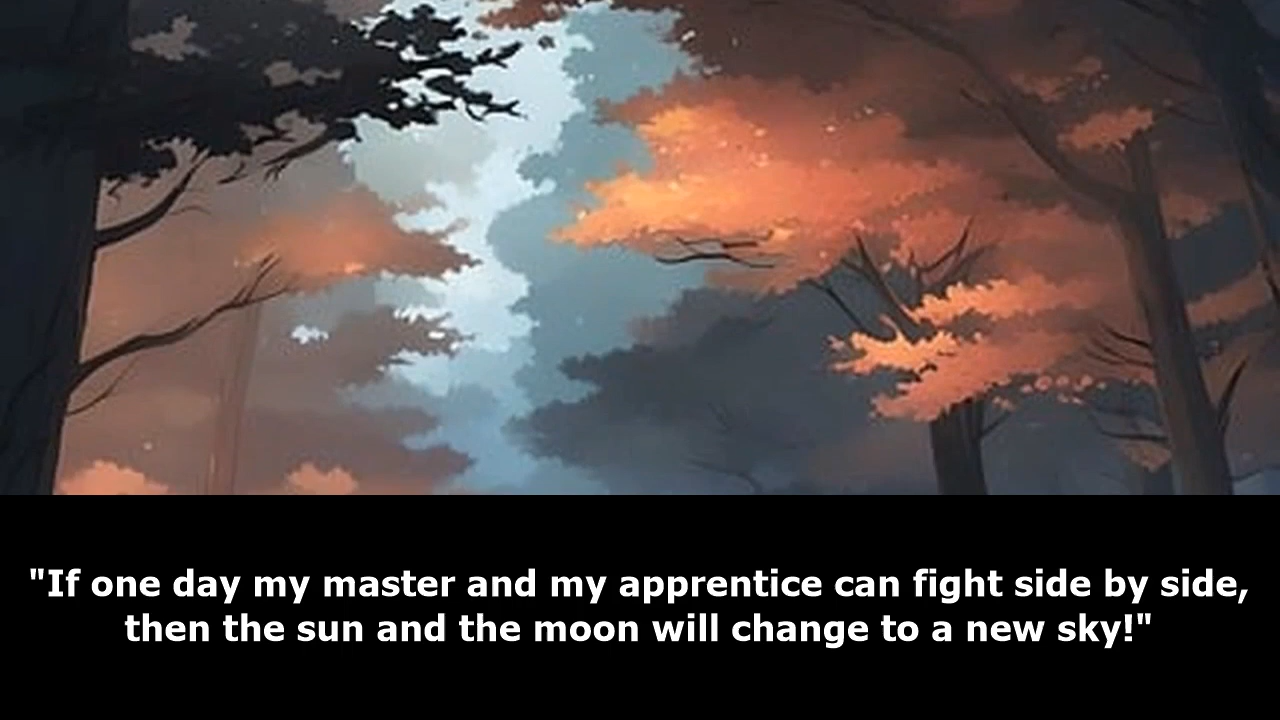 "If one day my master and my apprentice can fight side by side,
then the sun and the moon will change to a new sky!"